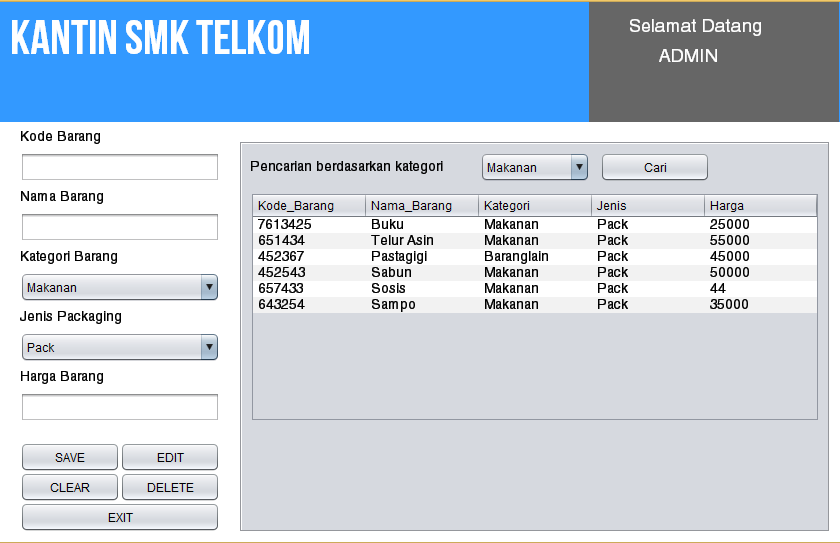 KANTIN SMK TELKOM
Selamat Datang
ADMIN
Kode Barang
Nama Barang
Kategori Barang
Makanan
Jenis Packaging
Pack
Harga Barang
SAVE EDIT
CLEAR DELETE
EXIT
Pencarian berdasarkan kategori Makanan Cari
Kode_Barang Nama_Barang Kategori Jenis Harga
7613425 Buku Makanan Pack 25000
651434 Telur Asin Makanan Pack 55000
452367 Pastagigi Baranglain Pack 45000
452543 Sabun Makanan Pack 50000
657433 Sosis Makanan Pack 44
643254 Sampo Makanan Pack 35000